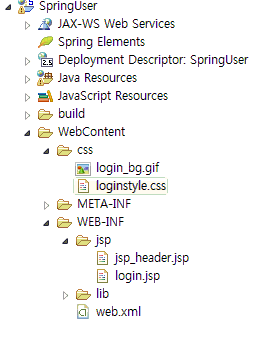 SpringUser
JAX-WS Web Services
Spring Elements
Deployment Descriptor: SpringUser
Java Resources
JavaScript Resources
build
WebContent
css
login_bg.gif
loginstyle.css
META-INF
WEB-INF
jsp
jsp_header.jsp
login.jsp
lib
web.xml